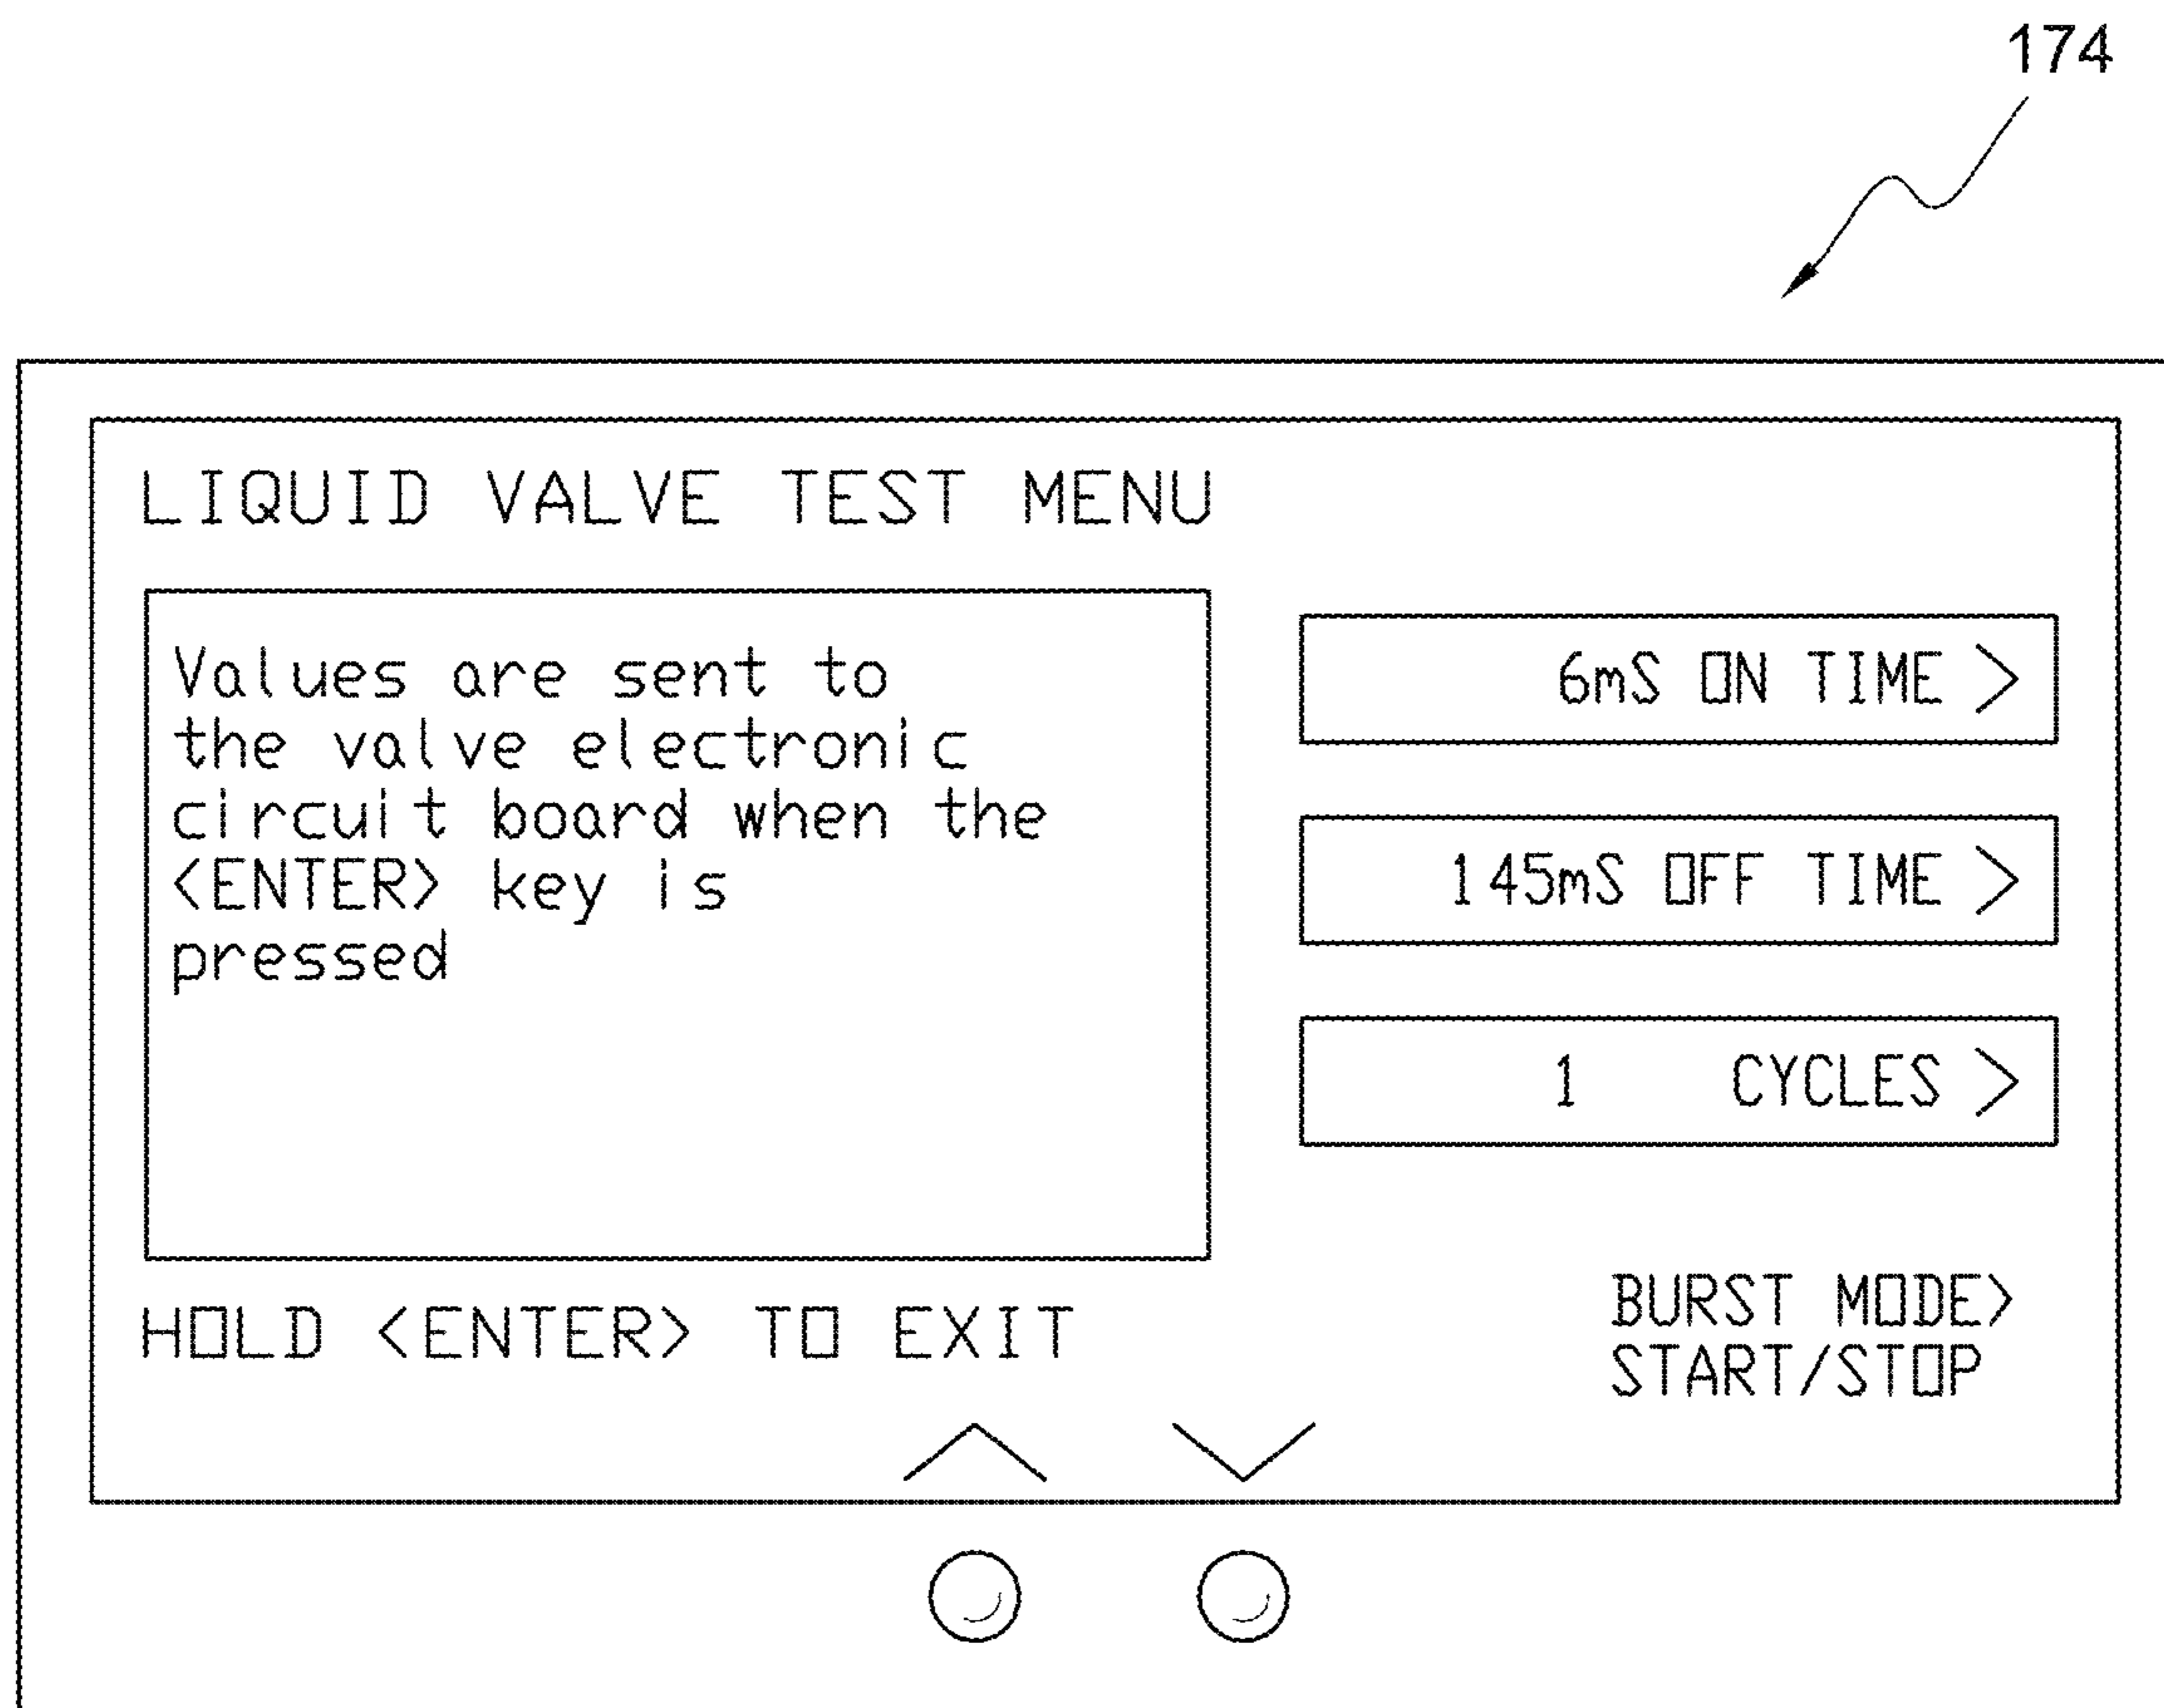 174
LIQUID VALVE TEST MENU
Values are sent to
the valve electronic
circuit board when the
<ENTER> key is
pressed
6mS ON TIME >
145mS OFF TIME >
1 CYCLES >
HOLD <ENTER> TO EXIT
BURST MODE>
START/STOP